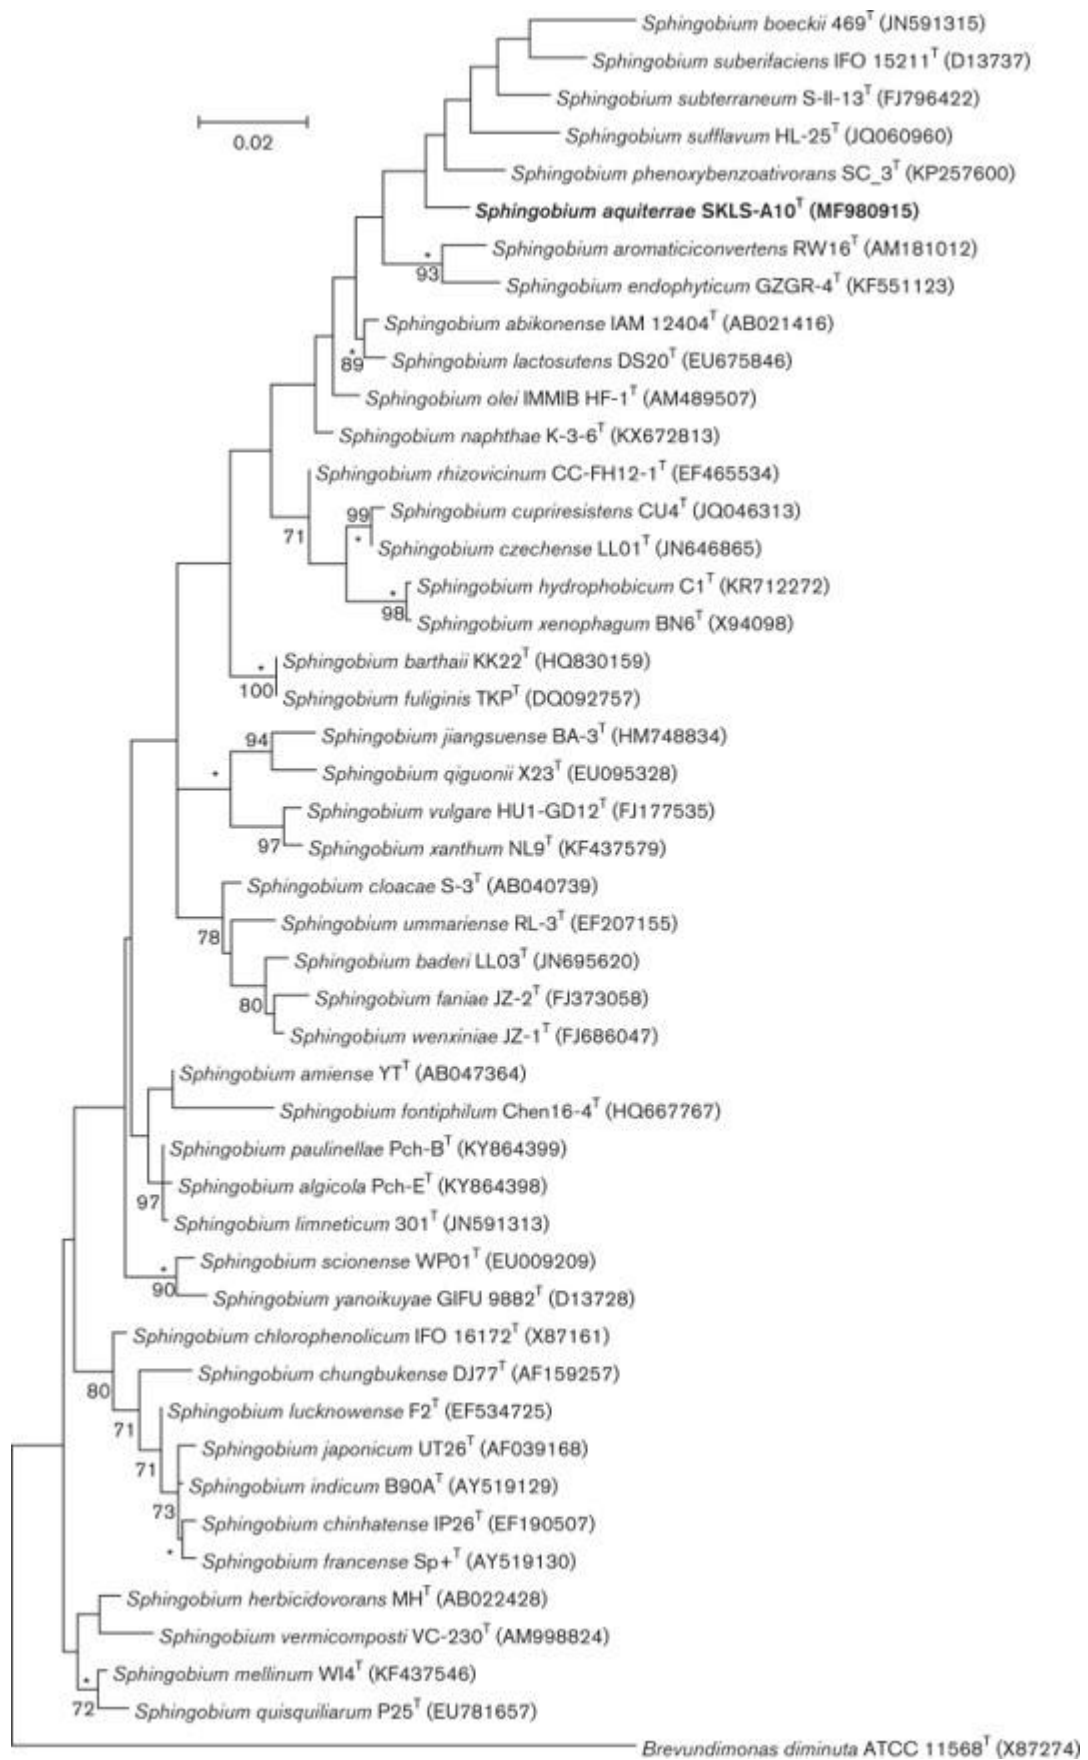 Sphingobium boeckii 469T (JN591315)
Sphingobium suberifaciens IFO 15211T (D13737)
Sphingobium subterraneum S-II-13T (FJ796422)
0.02
Sphingobium sufflavum HL-25T (JQ060960)
Sphingobium phenoxybenzoativorans SC_3T (KP257600)
Sphingobium aquiterrae SKLS-A10T (MF980915)
Sphingobium aromaticiconvertens RW16T (AM181012)
*
93
Sphingobium endophyticum GZGR-4T (KF551123)
Sphingobium abikonense IAM 12404T (AB021416)
*
89
Sphingobium lactosutens DS20T (EU675846)
Sphingobium olei IMMIB HF-1T (AM489507)
Sphingobium naphthae K-3-6T (KX672813)
Sphingobium rhizovicinum CC-FH12-1T (EF465534)
99
Sphingobium cupriresistens CU4T (JQ046313)
71
*
Sphingobium czechense LL01T (JN646865)
Sphingobium hydrophobicum C1T (KR712272)
*
98
Sphingobium xenophagum BN6T (X94098)
Sphingobium barthaii KK22T (HQ830159)
*
100
Sphingobium fuliginis TKPT (DQ092757)
94
Sphingobium jiangsuense BA-3T (HM748834)
*
Sphingobium qiguonii X23T (EU095328)
Sphingobium vulgare HU1-GD12T (FJ177535)
97
Sphingobium xanthum NL9T (KF437579)
Sphingobium cloacae S-3T (AB040739)
Sphingobium ummariense RL-3T (EF207155)
78
Sphingobium baderi LL03T (JN695620)
Sphingobium faniae JZ-2T (FJ373058)
80
Sphingobium wenxiniae JZ-1T (FJ686047)
Sphingobium amiense YTT (AB047364)
Sphingobium fontiphilum Chen16-4T (HQ667767)
Sphingobium paulinellae Pch-BT (KY864399)
Sphingobium algicola Pch-ET (KY864398)
97
Sphingobium limneticum 301T (JN591313)
Sphingobium scionense WP01T (EU009209)
*
90
Sphingobium yanoikuyae GIFU 9882T (D13728)
Sphingobium chlorophenolicum IFO 16172T (X87161)
Sphingobium chungbukense DJ77T (AF159257)
80
Sphingobium lucknowense F2T (EF534725)
71
Sphingobium japonicum UT26T (AF039168)
71
Sphingobium indicum B90AT (AY519129)
73
Sphingobium chinhatense IP26T (EF190507)
*
Sphingobium francense Sp+T (AY519130)
Sphingobium herbicidovorans MHT (AB022428)
Sphingobium vermicomposti VC-230T (AM998824)
Sphingobium mellinum WI4T (KF437546)
*
72
Sphingobium quisquiliarum P25T (EU781657)
Brevundimonas diminuta ATCC 11568T (X87274)